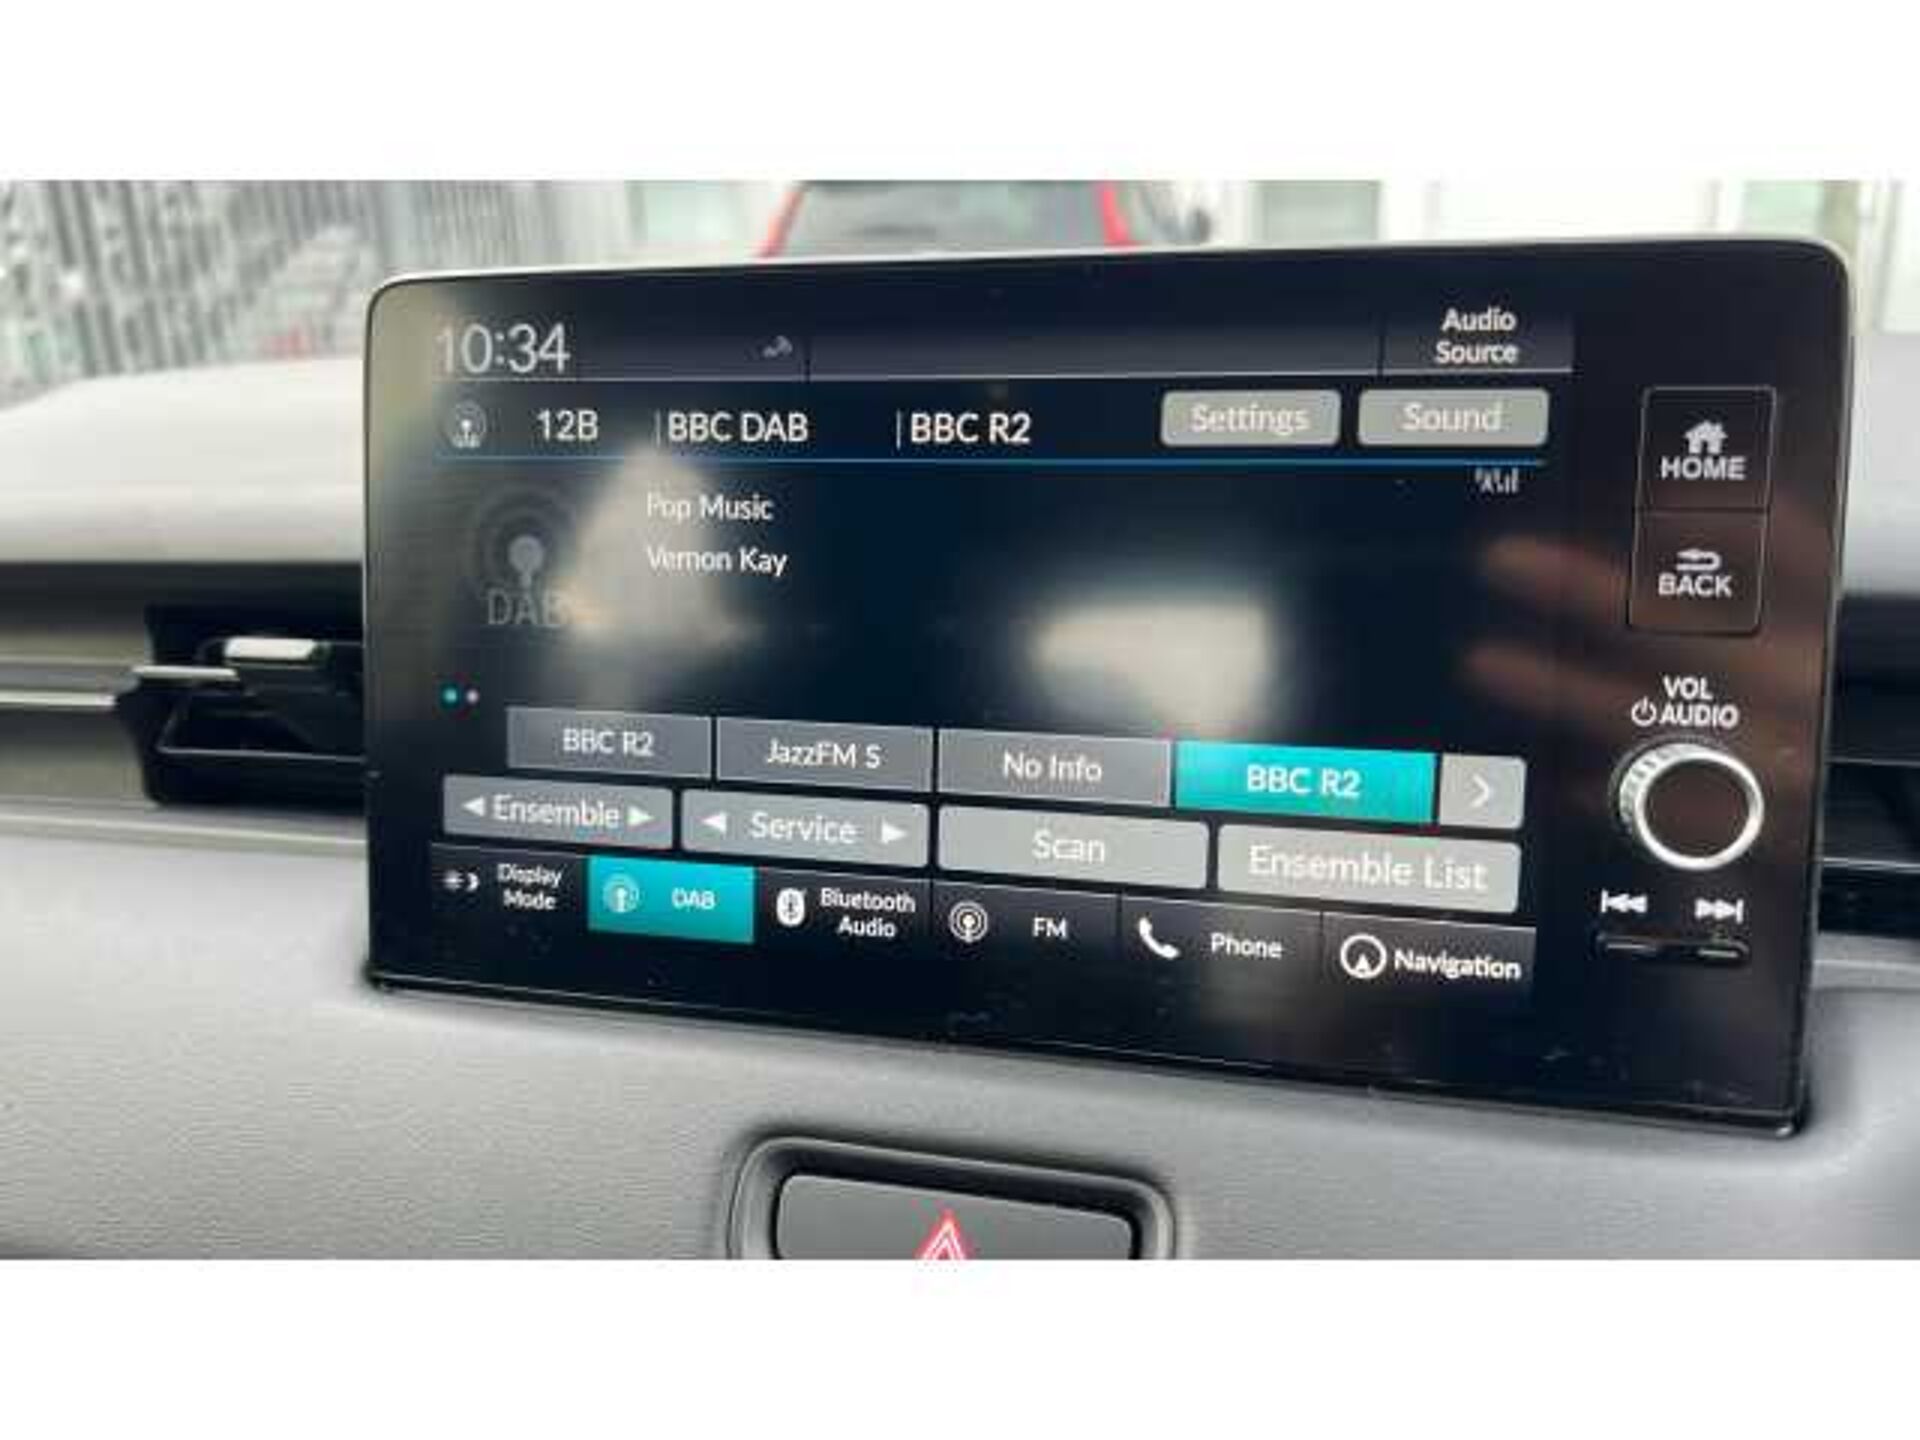 10:34
Audio
Source
12B
BBC DAB
BBC R2
Settings
Sound
HOME
Pop Music
Vernon Kay
DAB
BACK
VOL
AUDIO
BBC R2
JazzFM S
No Info
BBC R2
Ensemble
Service
Scan
Ensemble List
Display
Mode
DAB
Bluetooth
Audio
FM
Phone
Navigation